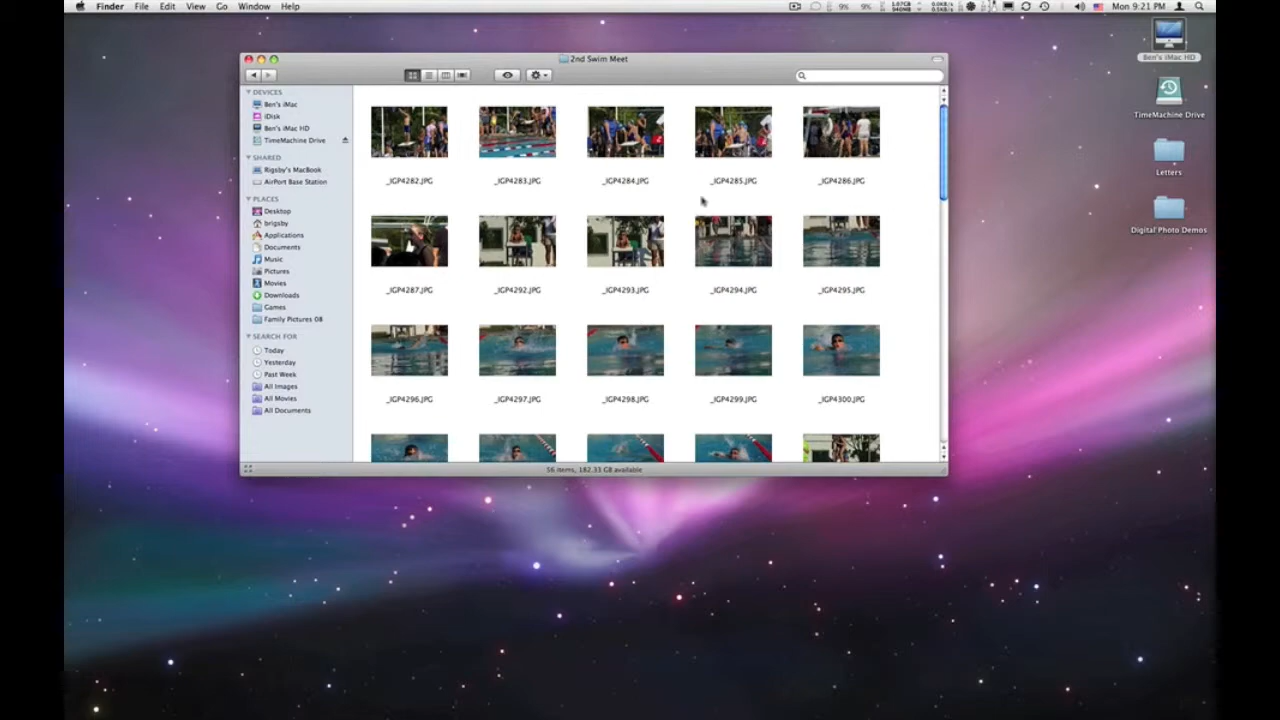 Finder File Edit View Go Window Help
9% 9% Mon 9:21 PM
2nd Swim Meet
DEVICES
Ben's iMac
iDisk
Ben's iMac HD
TimeMachine Drive
SHARED
Rigsby's MacBook
AirPort Base Station
PLACES
Desktop
brigsby
Applications
Documents
Music
Pictures
Movies
Downloads
Games
Family Pictures 08
SEARCH FOR
Today
Yesterday
Past Week
All Images
All Movies
All Documents
_IGP4282.JPG _IGP4283.JPG _IGP4284.JPG _IGP4285.JPG _IGP4286.JPG
_IGP4287.JPG _IGP4292.JPG _IGP4293.JPG _IGP4294.JPG _IGP4295.JPG
_IGP4296.JPG _IGP4297.JPG _IGP4298.JPG _IGP4299.JPG _IGP4300.JPG
56 items, 182.33 GB available
Ben's iMac HD
TimeMachine Drive
Letters
Digital Photo Demos